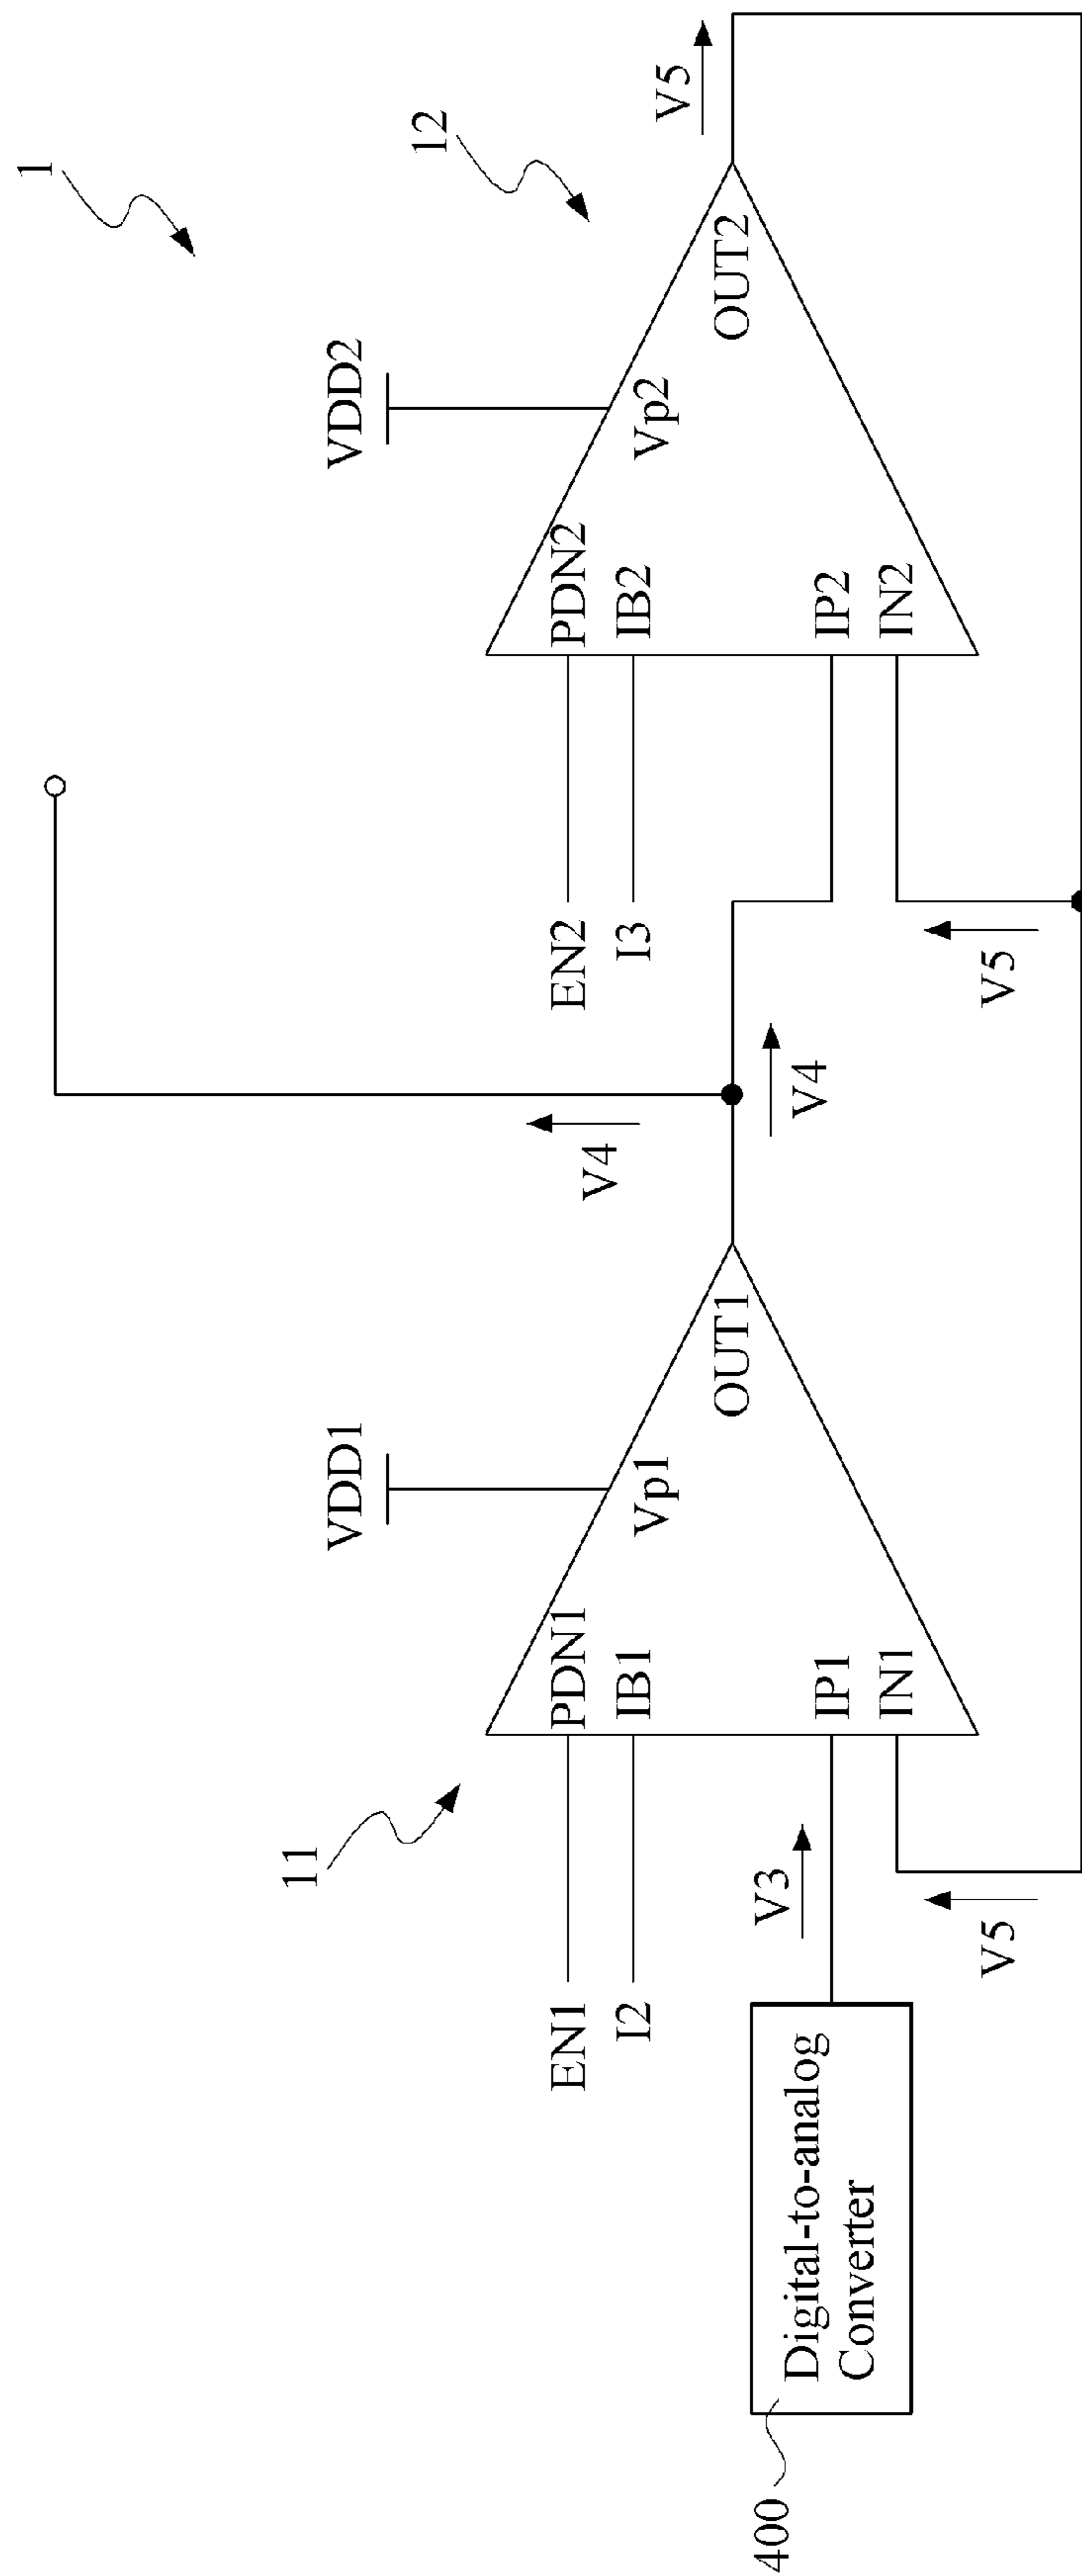 1
12
VDD2
V5
PDN2
Vp2
IB2
OUT2
IP2
IN2
EN2
I3
V5
V4
V4
11
VDD1
PDN1
Vp1
IB1
OUT1
IP1
IN1
EN1
I2
V3
V5
400
Digital-to-analog
Converter